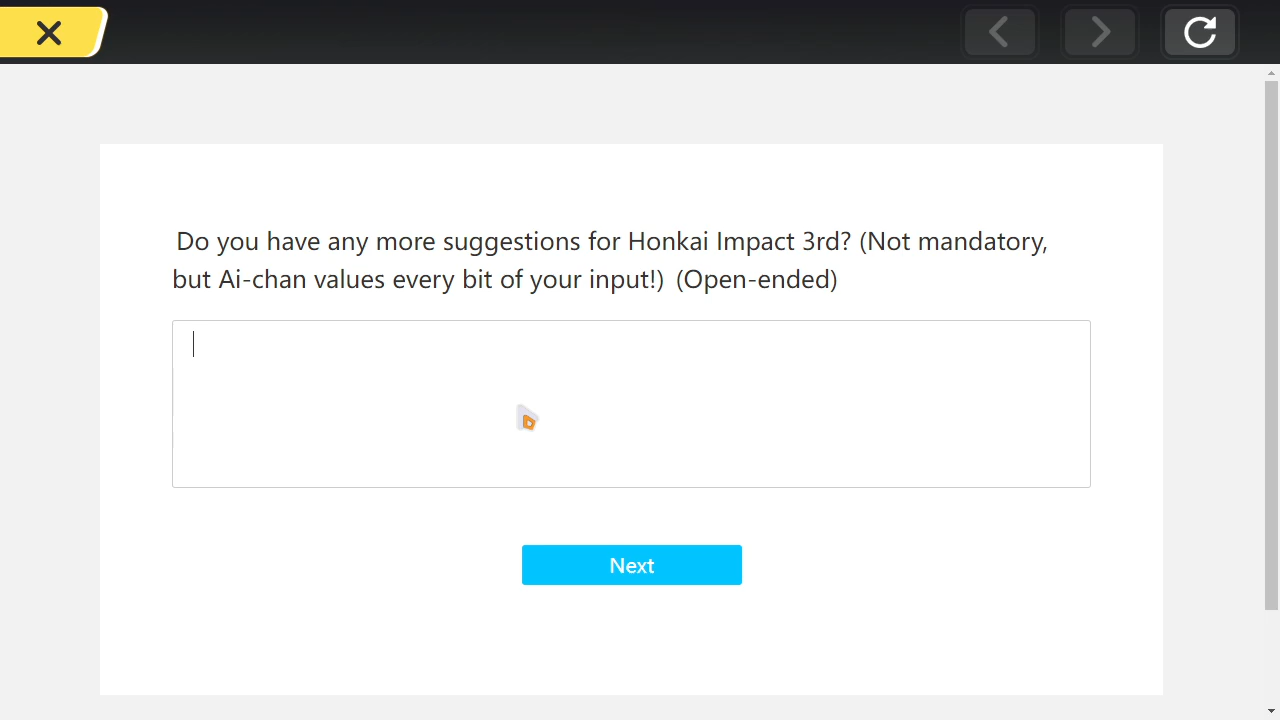 Do you have any more suggestions for Honkai Impact 3rd? (Not mandatory,
but Ai-chan values every bit of your input!) (Open-ended)
Next